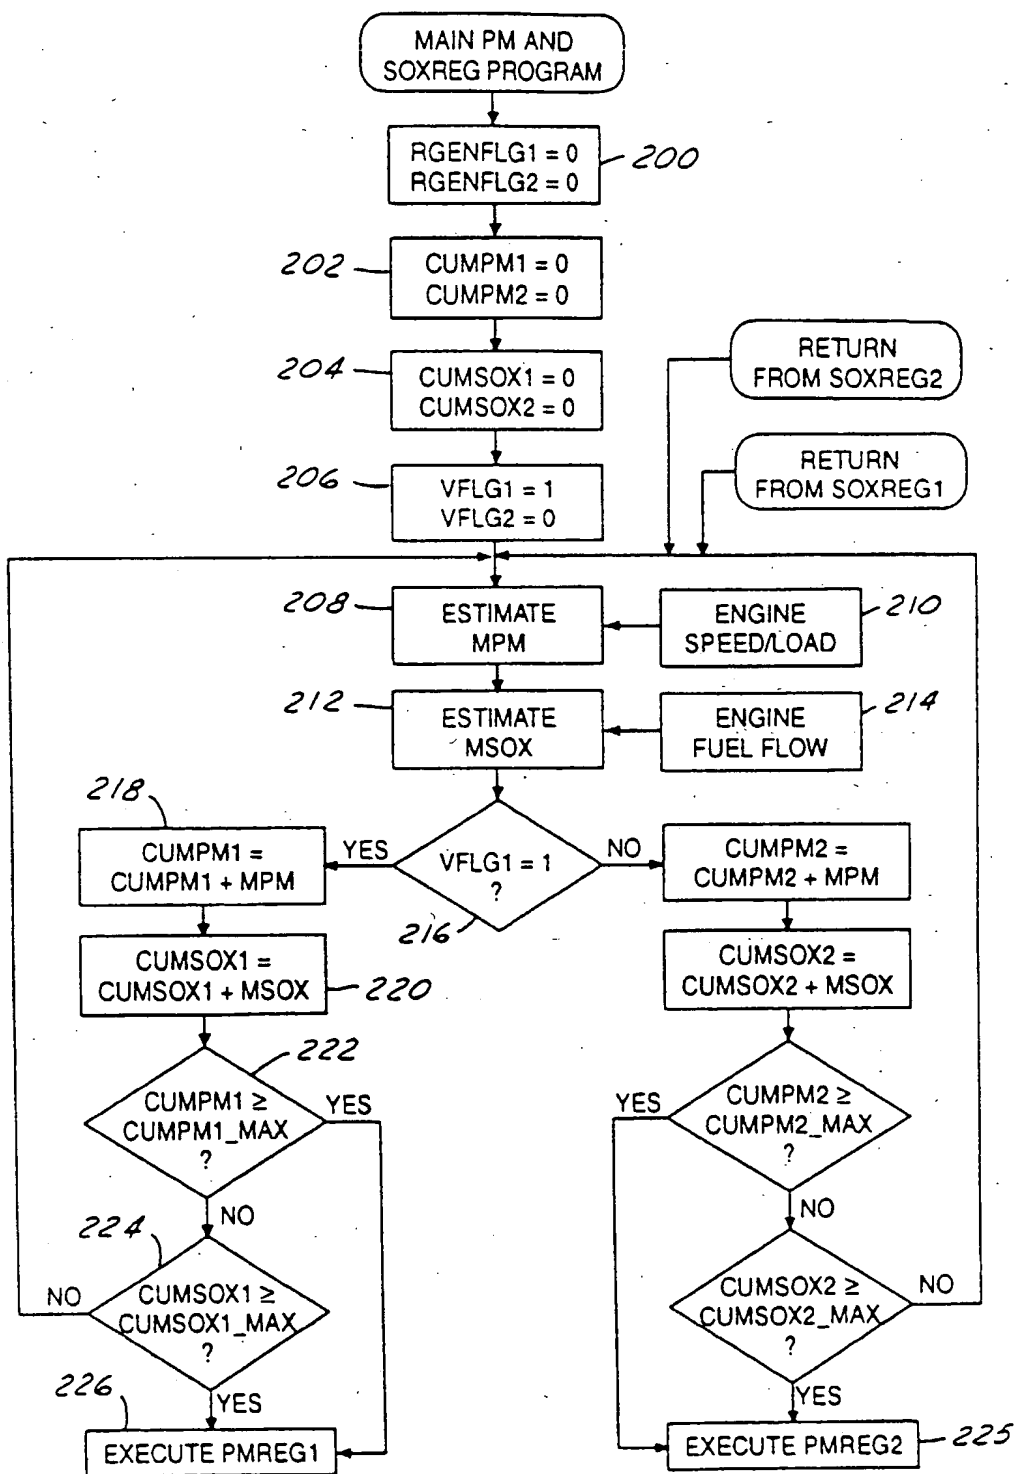 MAIN PM AND
SOXREG PROGRAM
RGENFLG1 = 0
RGENFLG2 = 0
200
202
CUMPM1 = 0
CUMPM2 = 0
204
CUMSOX1 = 0
CUMSOX2 = 0
RETURN
FROM SOXREG2
206
VFLG1 = 1
VFLG2 = 0
RETURN
FROM SOXREG1
208
ESTIMATE
MPM
ENGINE
SPEED/LOAD
210
212
ESTIMATE
MSOX
ENGINE
FUEL FLOW
214
218
CUMPM1 =
CUMPM1 + MPM
YES
VFLG1 = 1
?
216
NO
CUMPM2 =
CUMPM2 + MPM
CUMSOX1 =
CUMSOX1 + MSOX
220
CUMSOX2 =
CUMSOX2 + MSOX
222
CUMPM1 ≥
CUMPM1_MAX
?
YES
YES
CUMPM2 ≥
CUMPM2_MAX
?
NO
NO
224
NO
CUMSOX1 ≥
CUMSOX1_MAX
?
CUMSOX2 ≥
CUMSOX2_MAX
?
NO
226
YES
YES
EXECUTE PMREG1
EXECUTE PMREG2
225